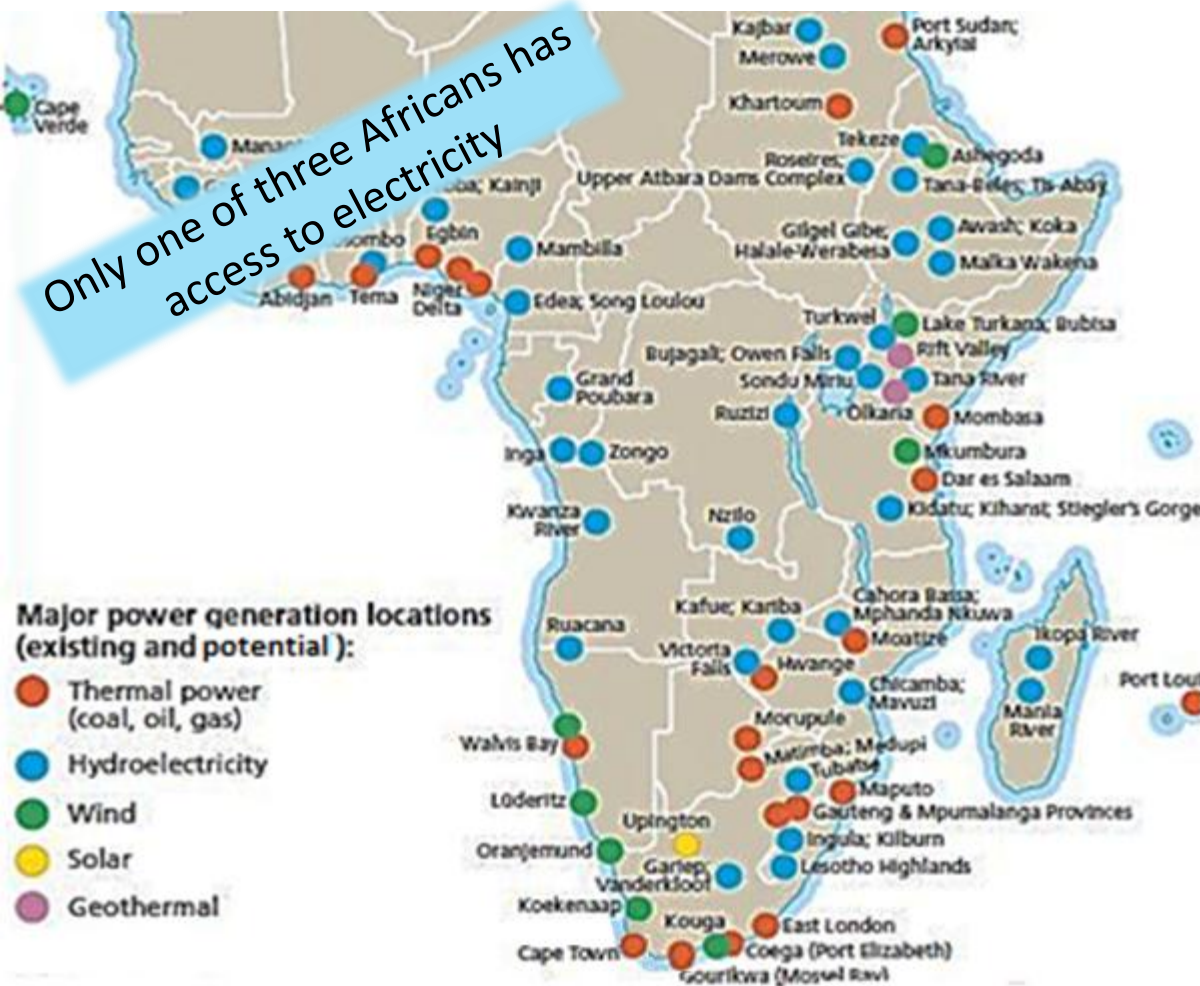 Only one of three Africans has
access to electricity
Kajbar
Port Sudan;
Arkyiai
Merowe
Khartoum
Cape
Verde
Tekeze
Ashegoda
Roseires;
Upper Atbara Dams Complex
Tana-Beles; Tis-Abay
Kainji
Egbin
Mambilla
Gilgel Gibe;
Halale-Werabesa
Awash; Koka
Malka Wakena
Abidjan
Tema
Niger
Delta
Edea; Song Loulou
Turkwel
Lake Turkana; Bubisa
Bujagali; Owen Falls
Rift Valley
Sondu Miriu
Tana River
Grand
Poubara
Ruzizi
Olkaria
Mombasa
Inga
Zongo
Mkumbura
Dar es Salaam
Kwanza
River
Nzilo
Kidatu; Kihansi; Stiegler's Gorge
Major power generation locations
(existing and potential ):
Thermal power
(coal, oil, gas)
Hydroelectricity
Wind
Solar
Geothermal
Ruacana
Kafue; Kariba
Cahora Bassa;
Mphanda Nkuwa
Moatize
Ikopa River
Victoria
Falls
Hwange
Chicamba;
Mavuzi
Mania
River
Port Loui
Walvis Bay
Morupule
Matimba; Medupi
Tubatse
Maputo
Lüderitz
Gauteng & Mpumalanga Provinces
Upington
Ingula; Kilburn
Oranjemund
Gariep;
Vanderkloof
Lesotho Highlands
Koekenaap
Kouga
East London
Cape Town
Coega (Port Elizabeth)
Gourikwa (Mossel Bay)